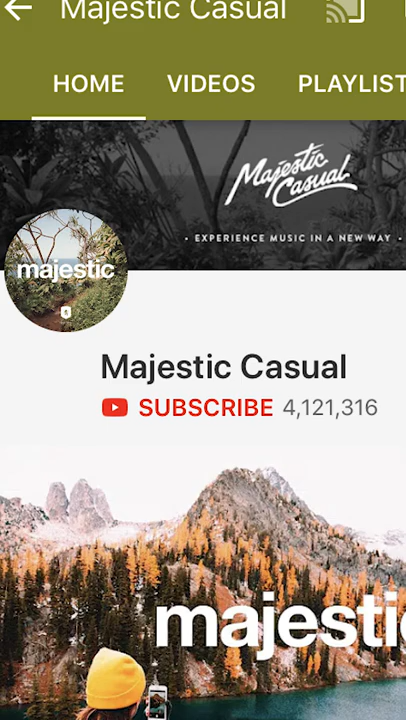 Majestic Casual
HOME VIDEOS PLAYLIST
Majestic
Casual
• EXPERIENCE MUSIC IN A NEW WAY •
majestic
Majestic Casual
SUBSCRIBE 4,121,316
majestic